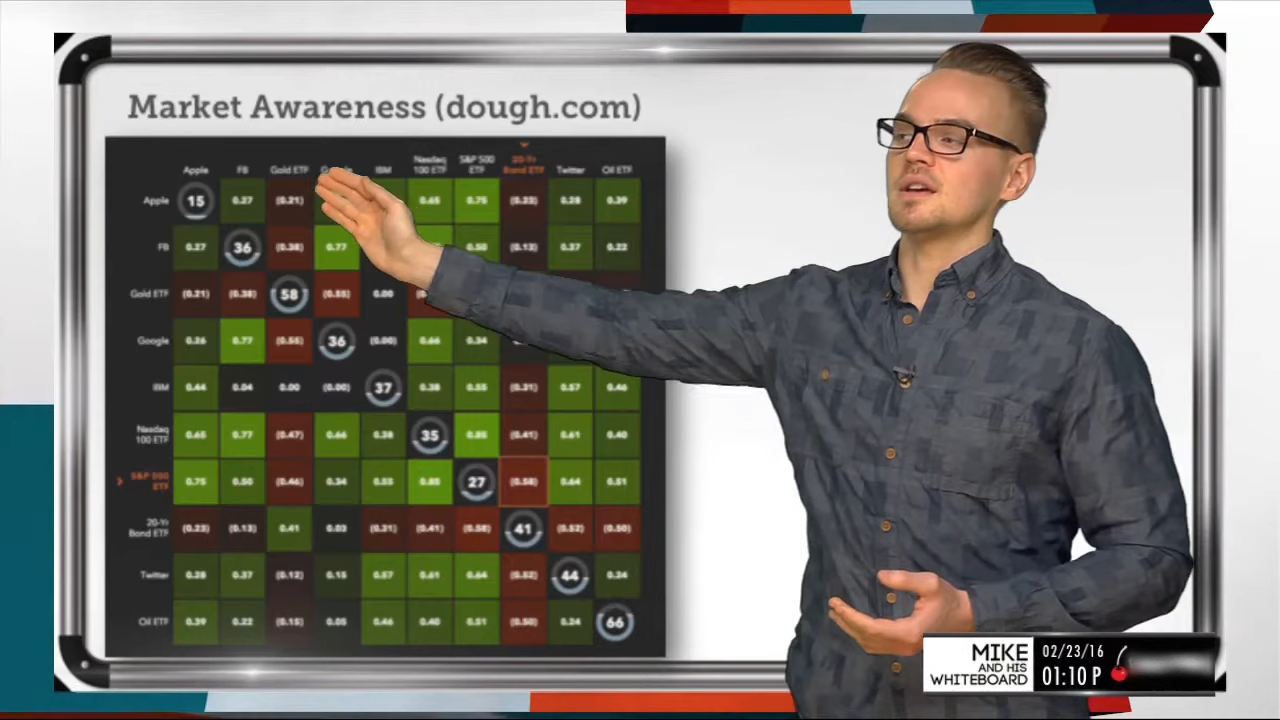 Market Awareness (dough.com)
Apple FB Gold ETF Nasdaq 100 ETF S&P 500 ETF 20-Yr Bond ETF Twitter Oil ETF
IBM
Apple 15 0.27 (0.21) 0.65 0.75 (0.23) 0.28 0.39
FB 0.27 36 (0.38) 0.77 0.50 (0.13) 0.37 0.22
Gold ETF (0.21) (0.38) 58 (0.55) 0.00
Google 0.26 0.77 (0.55) 36 (0.00) 0.66 0.34
IBM 0.44 0.04 0.00 (0.00) 37 0.38 0.55 (0.31) 0.57 0.46
Nasdaq 100 ETF 0.65 0.77 (0.47) 0.66 0.38 35 0.85 (0.41) 0.61 0.40
S&P 500 ETF 0.75 0.50 (0.46) 0.34 0.55 0.85 27 (0.58) 0.64 0.51
20-Yr Bond ETF (0.23) (0.13) 0.41 0.03 (0.31) (0.41) (0.58) 41 (0.52) (0.50)
Twitter 0.28 0.37 (0.12) 0.15 0.57 0.61 0.64 (0.52) 44 0.24
Oil ETF 0.39 0.22 (0.15) 0.05 0.46 0.40 0.51 (0.50) 0.24 66
MIKE
AND HIS
WHITEBOARD
02/23/16
01:10 P